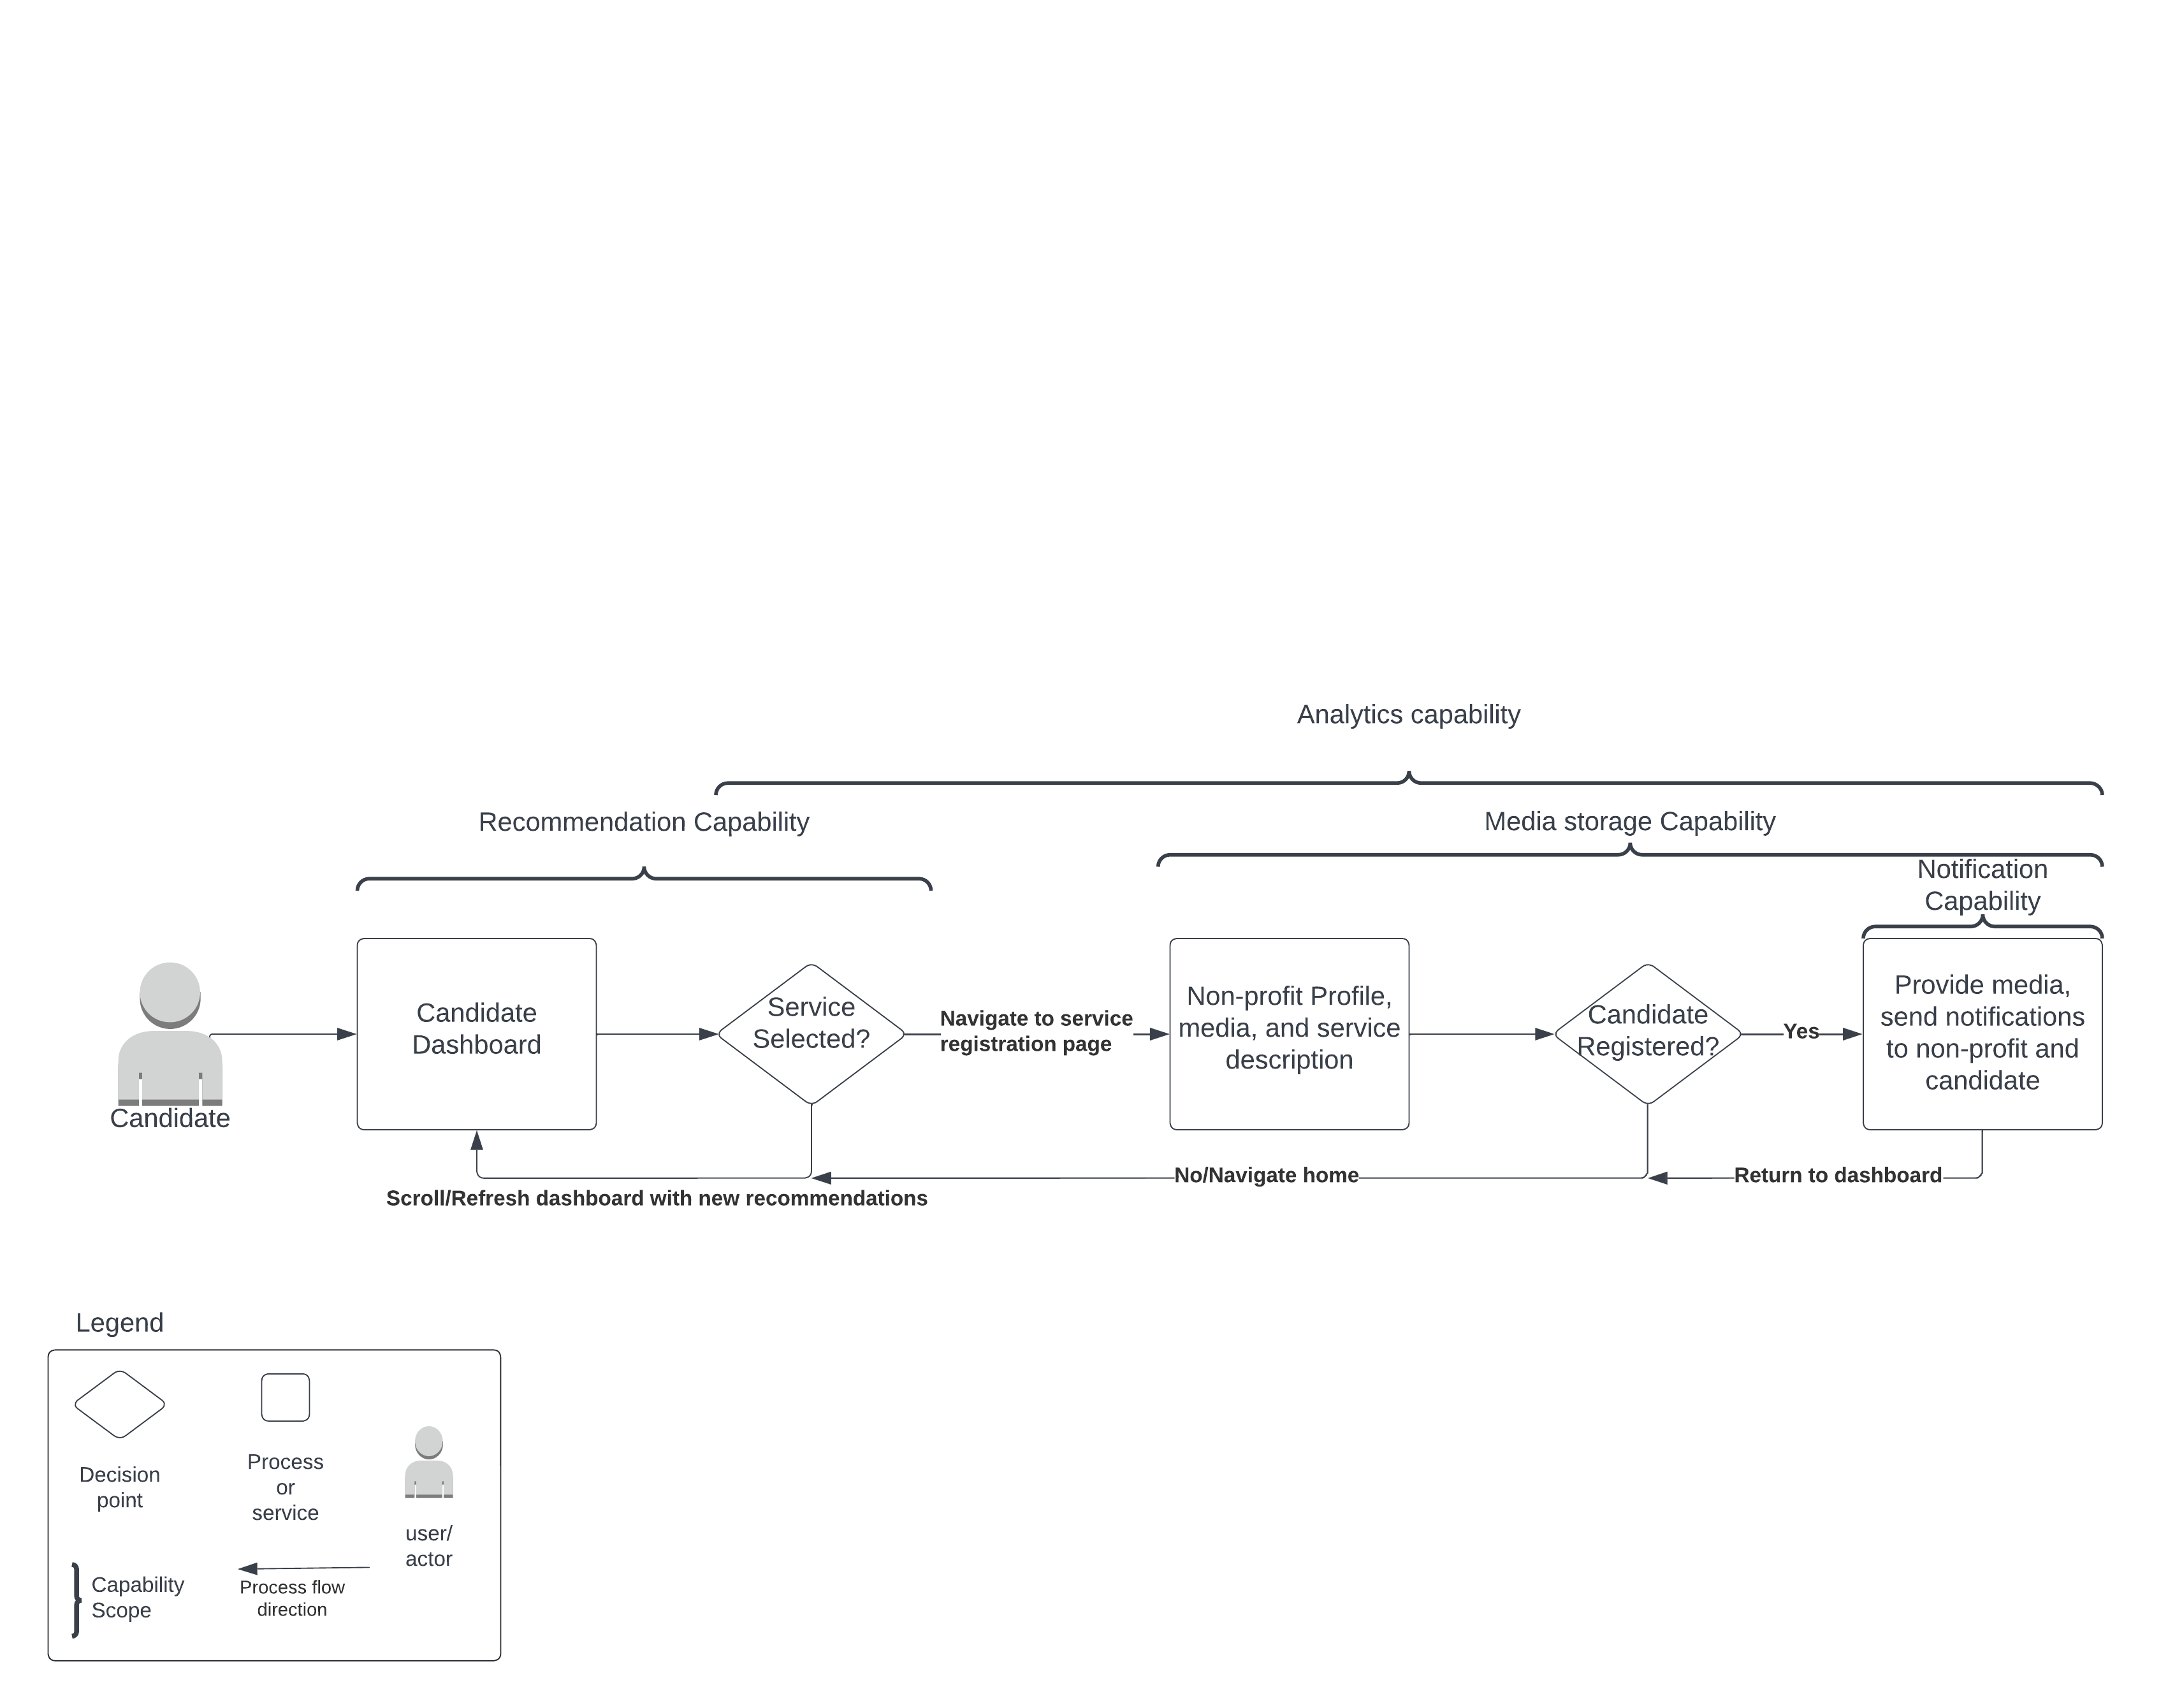 Analytics capability
Recommendation Capability
Media storage Capability
Notification
Capability
Candidate
Candidate
Dashboard
Service
Selected?
Navigate to service
registration page
Non-profit Profile,
media, and service
description
Candidate
Registered?
Yes
Provide media,
send notifications
to non-profit and
candidate
Scroll/Refresh dashboard with new recommendations
No/Navigate home
Return to dashboard
Legend
Decision
point
Process
or
service
user/
actor
Capability
Scope
Process flow
direction